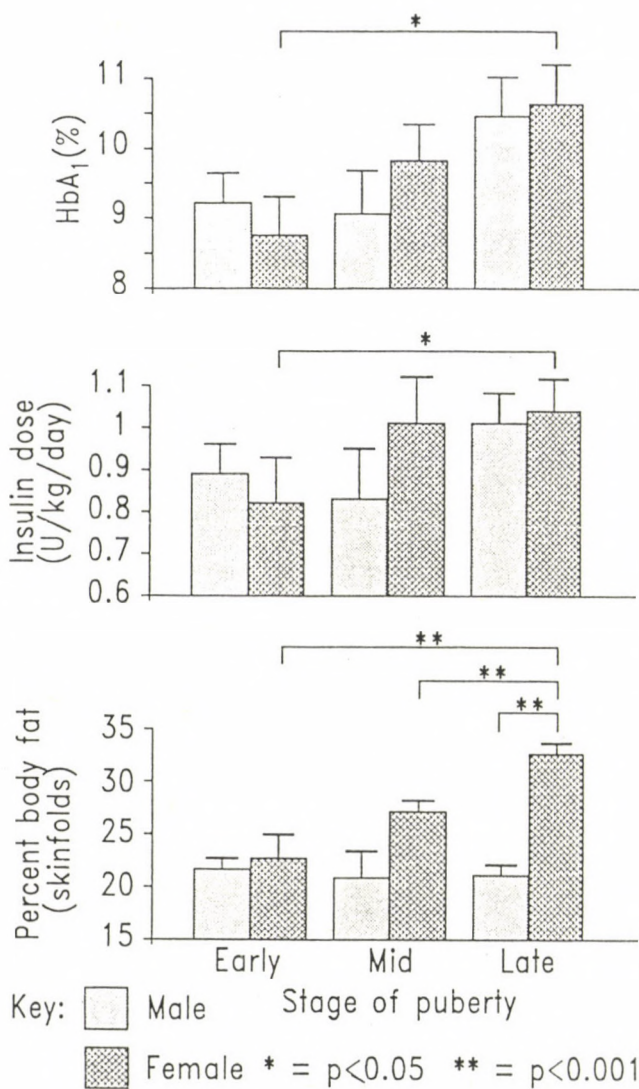 *
11
10
9
8
HbA₁(%)
*
1.1
1
0.9
0.8
0.7
0.6
Insulin dose
(U/kg/day)
**
**
**
35
30
25
20
15
Percent body fat
(skinfolds)
Early Mid Late
Key: Male Stage of puberty
Female * = p<0.05 ** = p<0.001